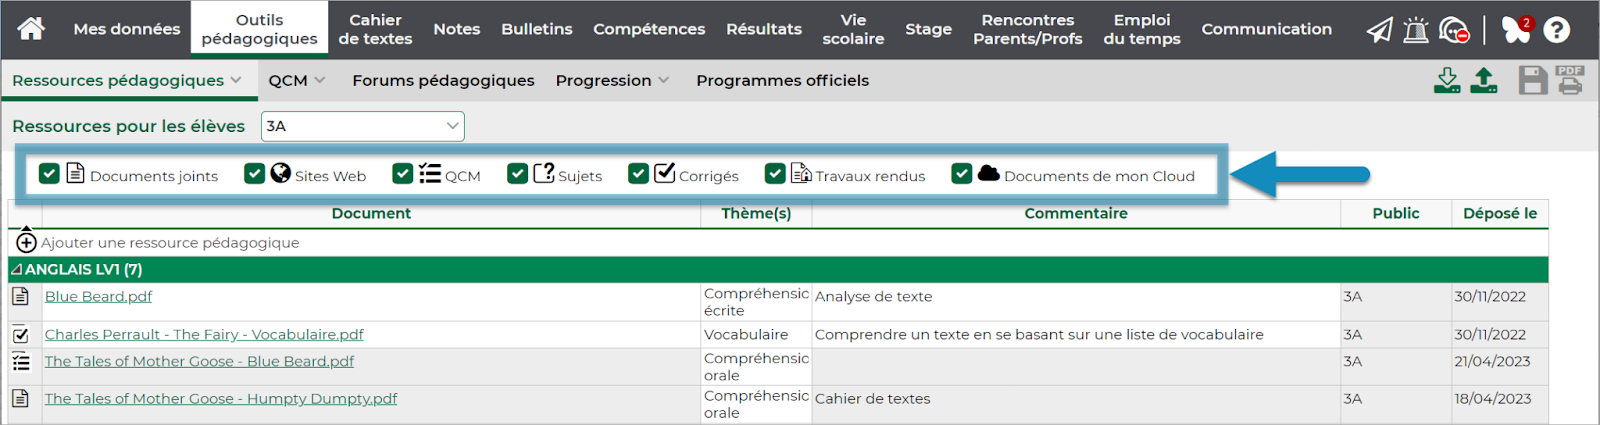 Mes données
Outils pédagogiques
Cahier de textes
Notes
Bulletins
Compétences
Résultats
Vie scolaire
Stage
Rencontres Parents/Profs
Emploi du temps
Communication
2
?
Ressources pédagogiques
QCM
Forums pédagogiques
Progression
Programmes officiels
PDF
Ressources pour les élèves 3A
Documents joints
Sites Web
QCM
Sujets
Corrigés
Travaux rendus
Documents de mon Cloud
Document Thème(s) Commentaire Public Déposé le
Ajouter une ressource pédagogique
ANGLAIS LV1 (7)
Blue Beard.pdf Compréhensio écrite Analyse de texte 3A 30/11/2022
Charles Perrault - The Fairy - Vocabulaire.pdf Vocabulaire Comprendre un texte en se basant sur une liste de vocabulaire 3A 30/11/2022
The Tales of Mother Goose - Blue Beard.pdf Compréhensio orale 3A 21/04/2023
The Tales of Mother Goose - Humpty Dumpty.pdf Compréhensio orale Cahier de textes 3A 18/04/2023